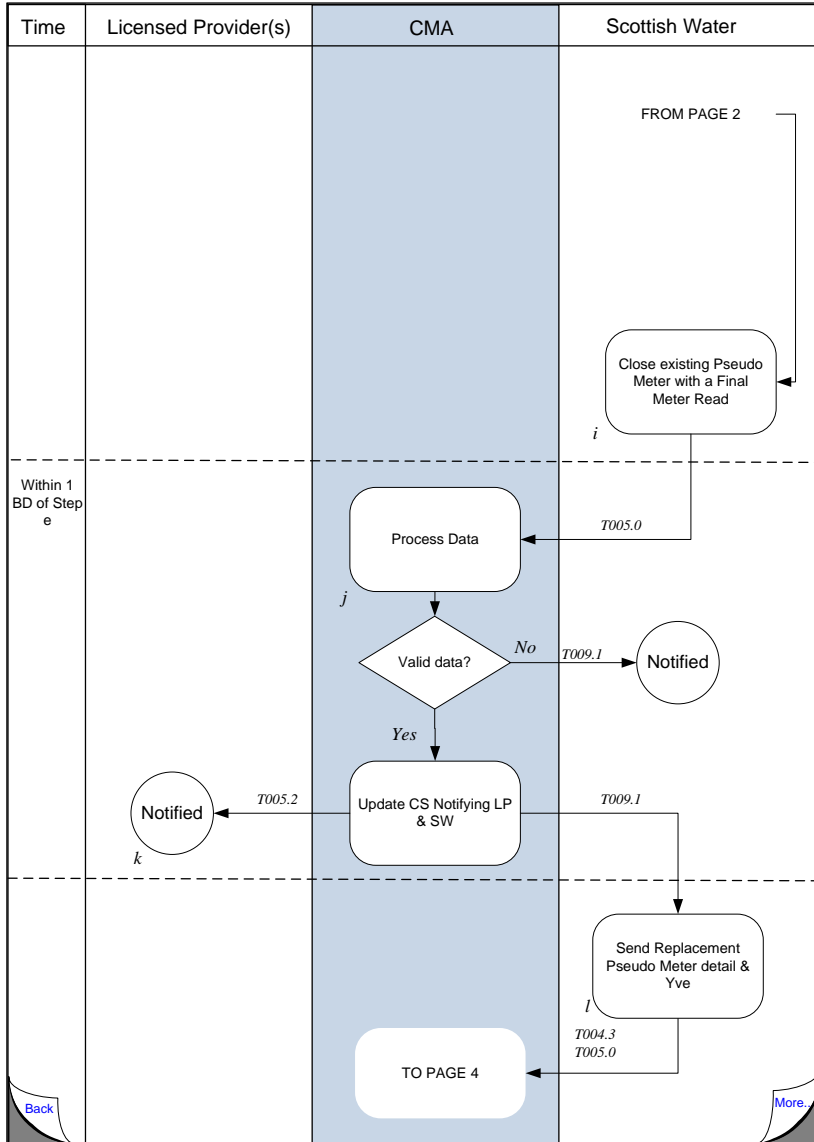 Time
Licensed Provider(s)
CMA
Scottish Water
FROM PAGE 2
Close existing Pseudo
Meter with a Final
Meter Read
i
Within 1
BD of Step
e
Process Data
T005.0
j
Valid data?
No
T009.1
Notified
Yes
Notified
T005.2
Update CS Notifying LP
& SW
T009.1
k
Send Replacement
Pseudo Meter detail &
Yve
l
T004.3
T005.0
TO PAGE 4
Back
More..